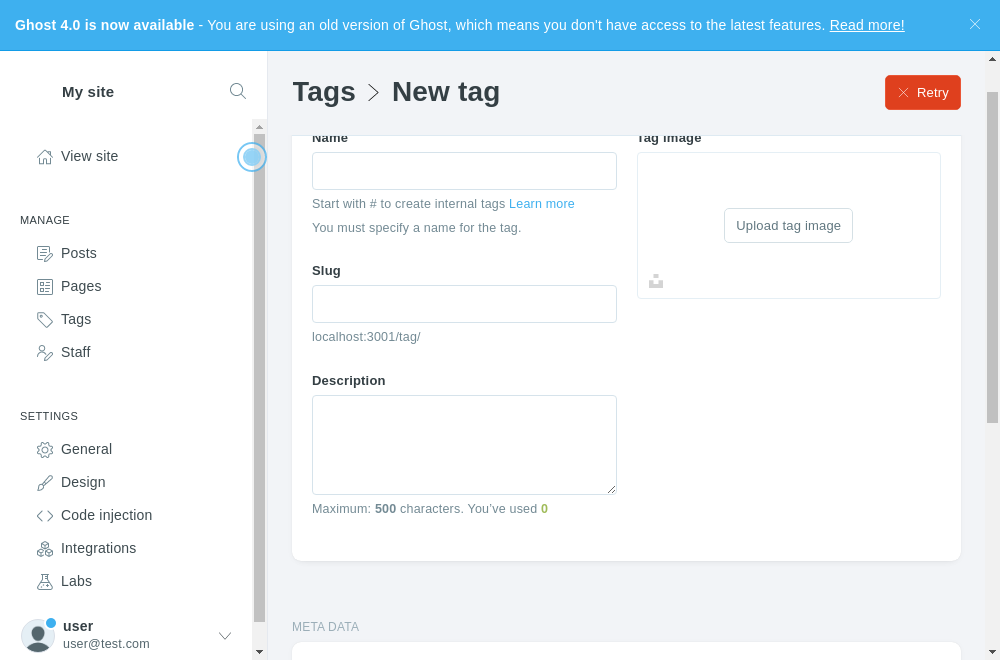 Ghost 4.0 is now available - You are using an old version of Ghost, which means you don't have access to the latest features. Read more!
My site
Tags > New tag
Retry
View site
MANAGE
Posts
Pages
Tags
Staff
SETTINGS
General
Design
Code injection
Integrations
Labs
user
user@test.com
Name
Start with # to create internal tags Learn more
You must specify a name for the tag.
Slug
localhost:3001/tag/
Description
Maximum: 500 characters. You’ve used 0
Tag image
Upload tag image
META DATA